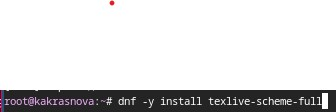 root@kakrasnova:~# dnf -y install texlive-scheme-full